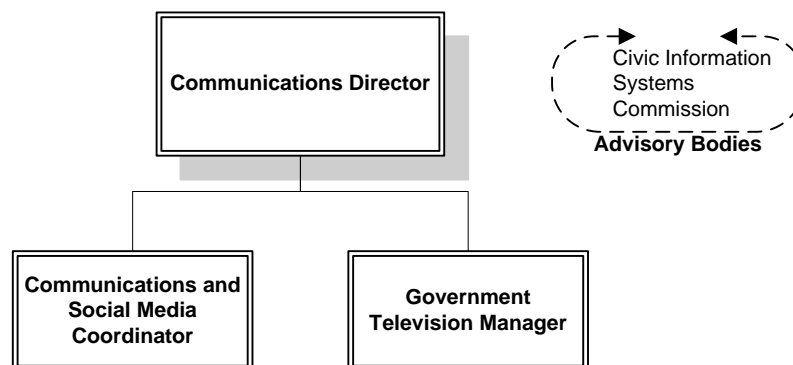 Communications Director
Civic Information
Systems
Commission
Advisory Bodies
Communications and
Social Media
Coordinator
Government
Television Manager